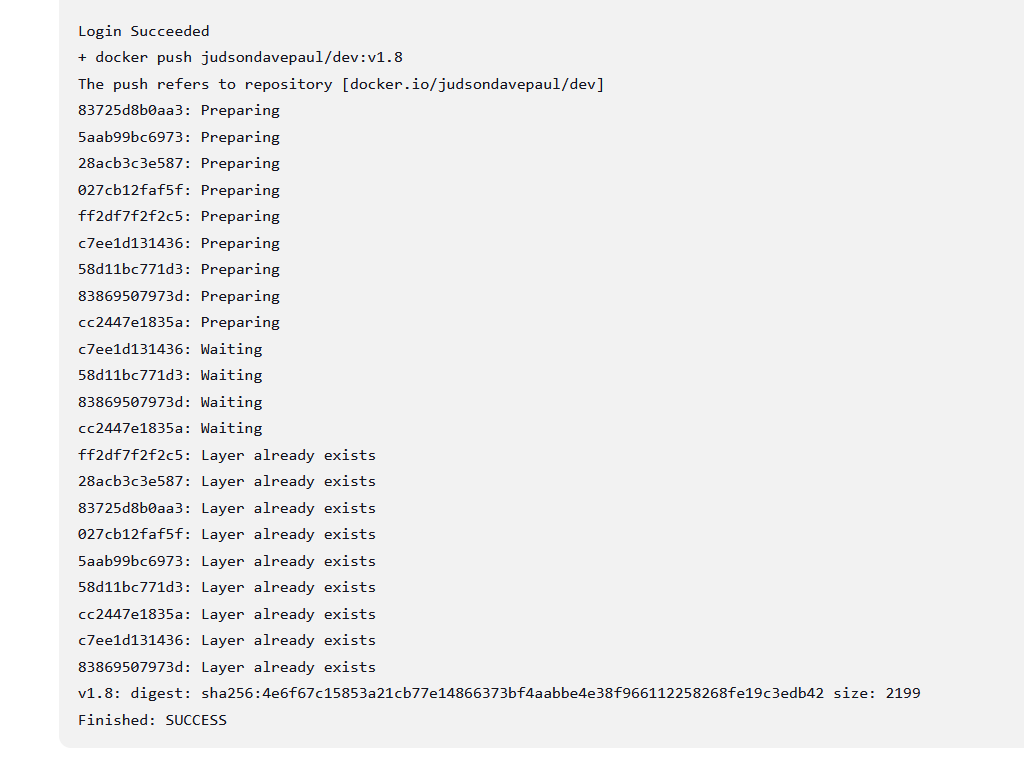 Login Succeeded
+ docker push judsondavepaul/dev:v1.8
The push refers to repository [docker.io/judsondavepaul/dev]
83725d8b0aa3: Preparing
5aab99bc6973: Preparing
28acb3c3e587: Preparing
027cb12faf5f: Preparing
ff2df7f2f2c5: Preparing
c7ee1d131436: Preparing
58d11bc771d3: Preparing
83869507973d: Preparing
cc2447e1835a: Preparing
c7ee1d131436: Waiting
58d11bc771d3: Waiting
83869507973d: Waiting
cc2447e1835a: Waiting
ff2df7f2f2c5: Layer already exists
28acb3c3e587: Layer already exists
83725d8b0aa3: Layer already exists
027cb12faf5f: Layer already exists
5aab99bc6973: Layer already exists
58d11bc771d3: Layer already exists
cc2447e1835a: Layer already exists
c7ee1d131436: Layer already exists
83869507973d: Layer already exists
v1.8: digest: sha256:4e6f67c15853a21cb77e14866373bf4aabbe4e38f966112258268fe19c3edb42 size: 2199
Finished: SUCCESS